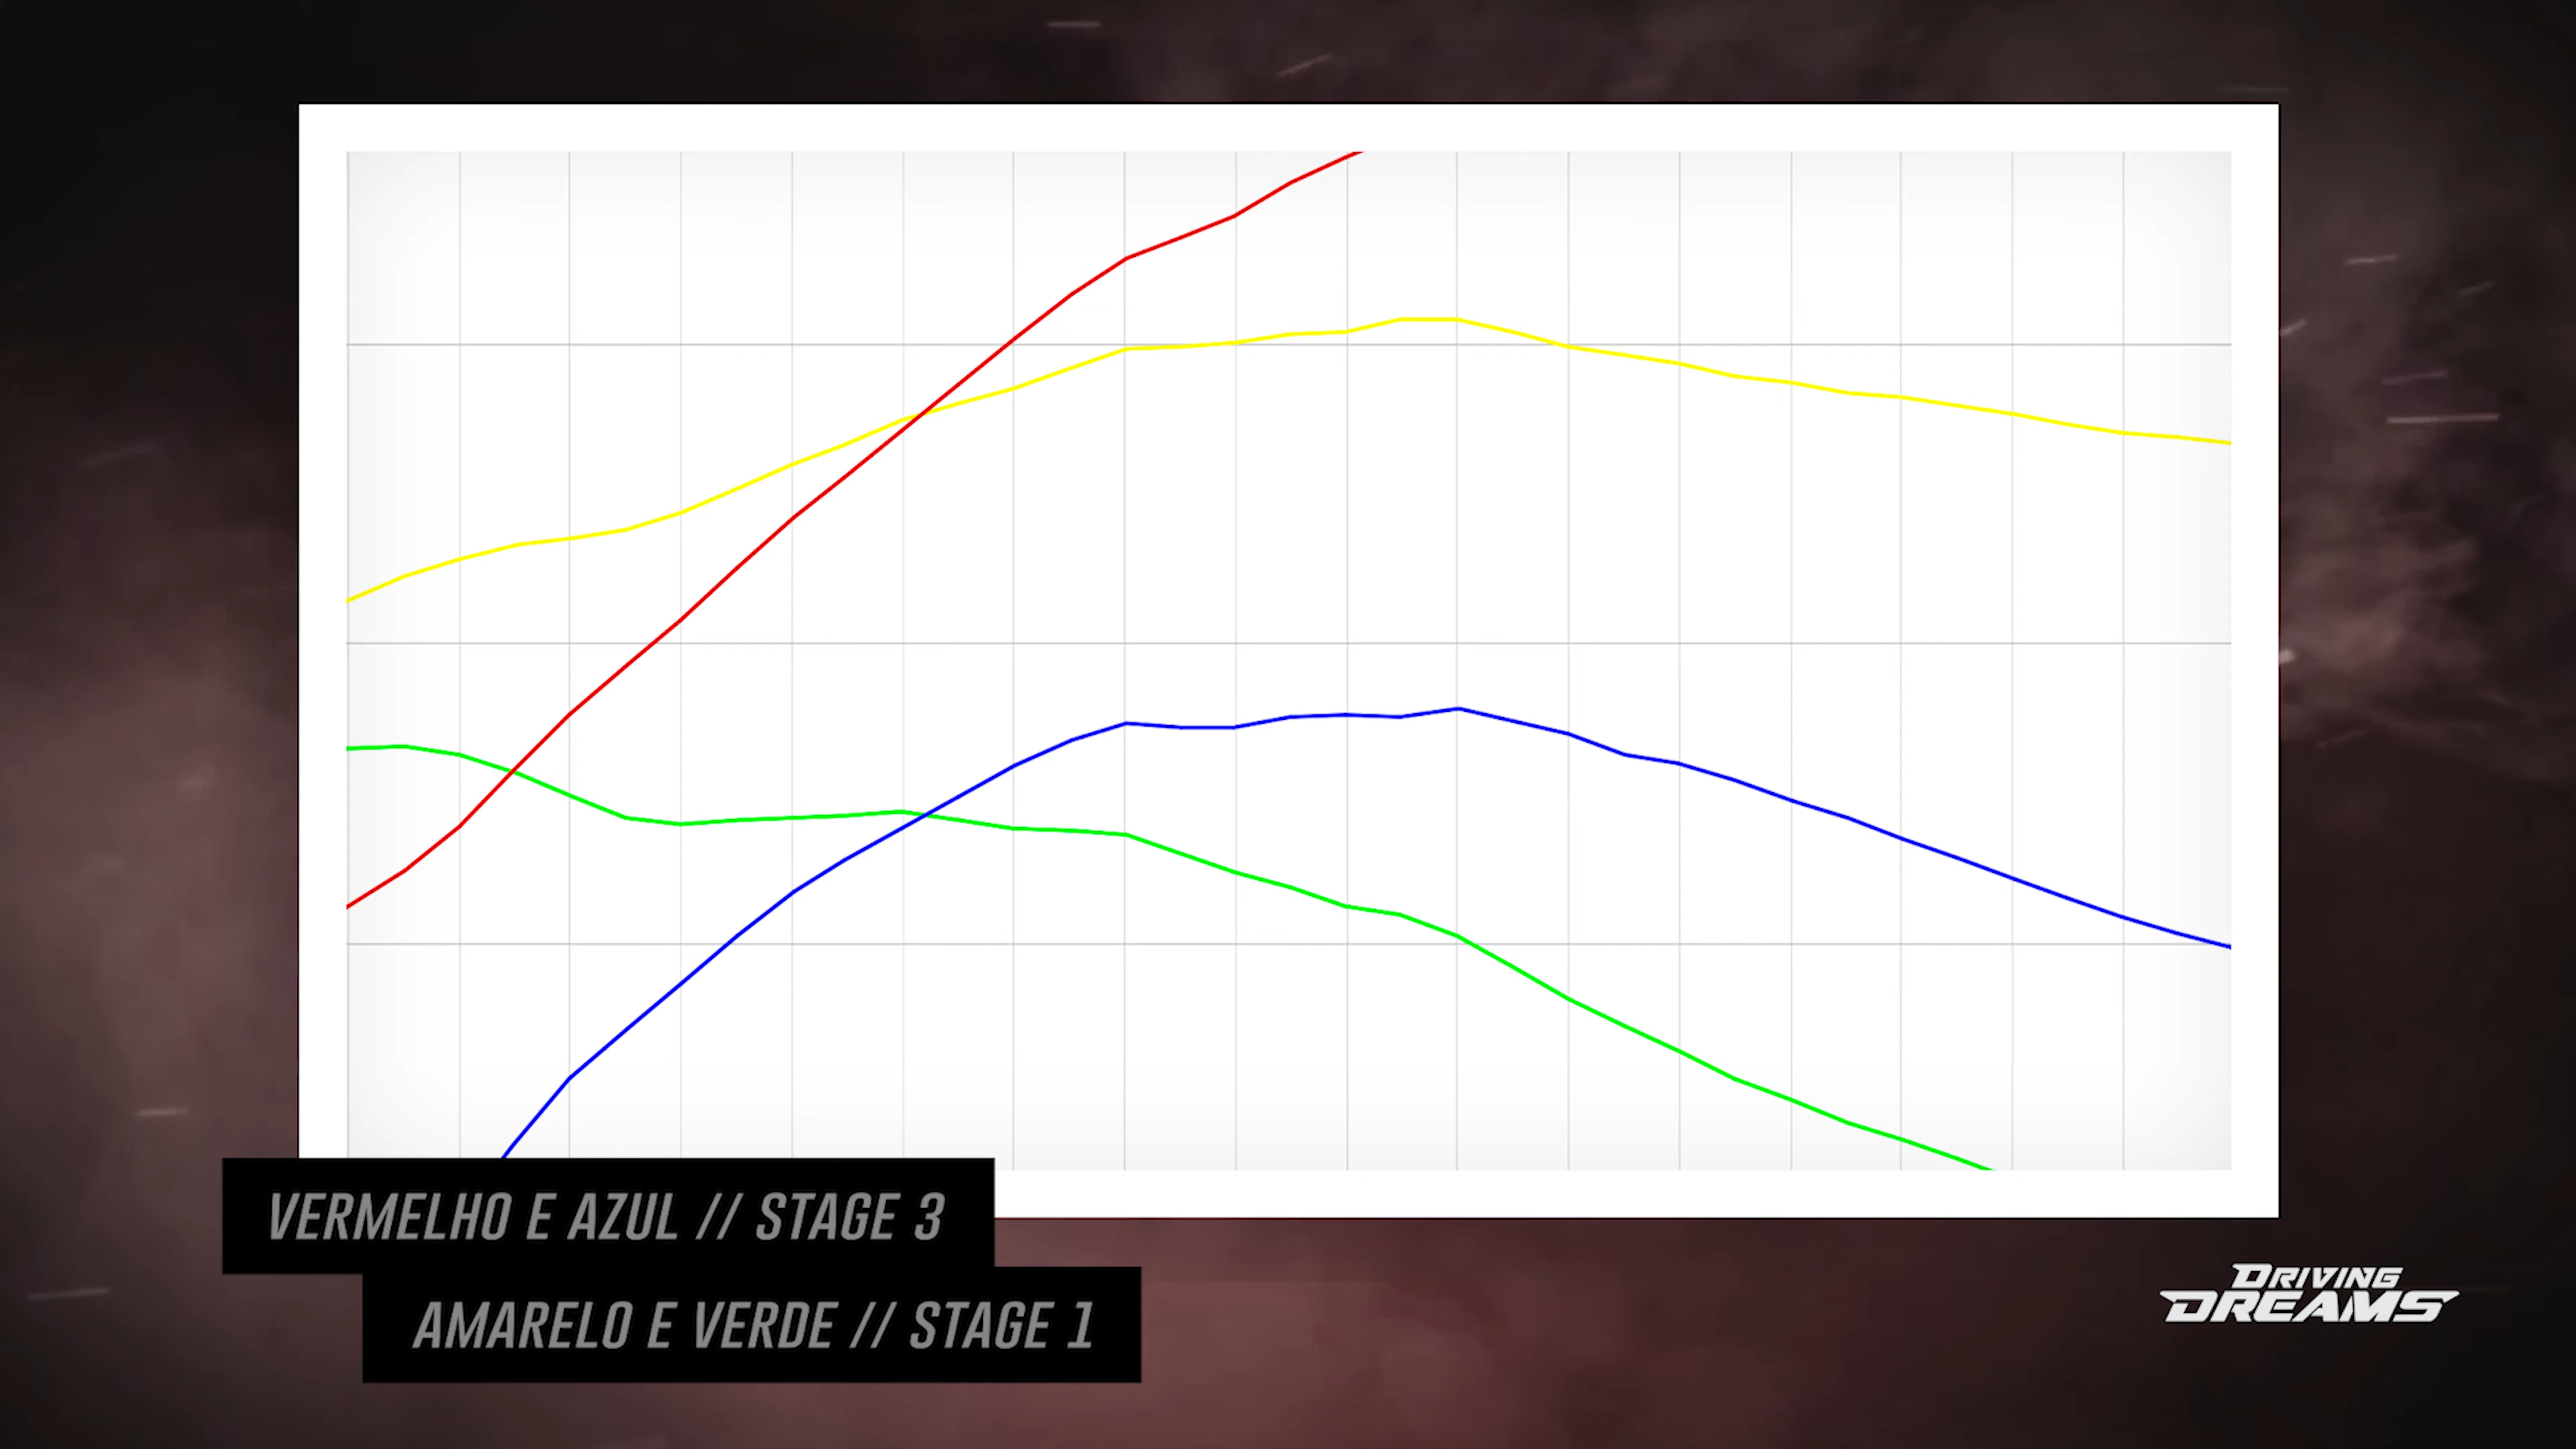 VERMELHO E AZUL // STAGE 3
AMARELO E VERDE // STAGE 1
DRIVING
DREAMS